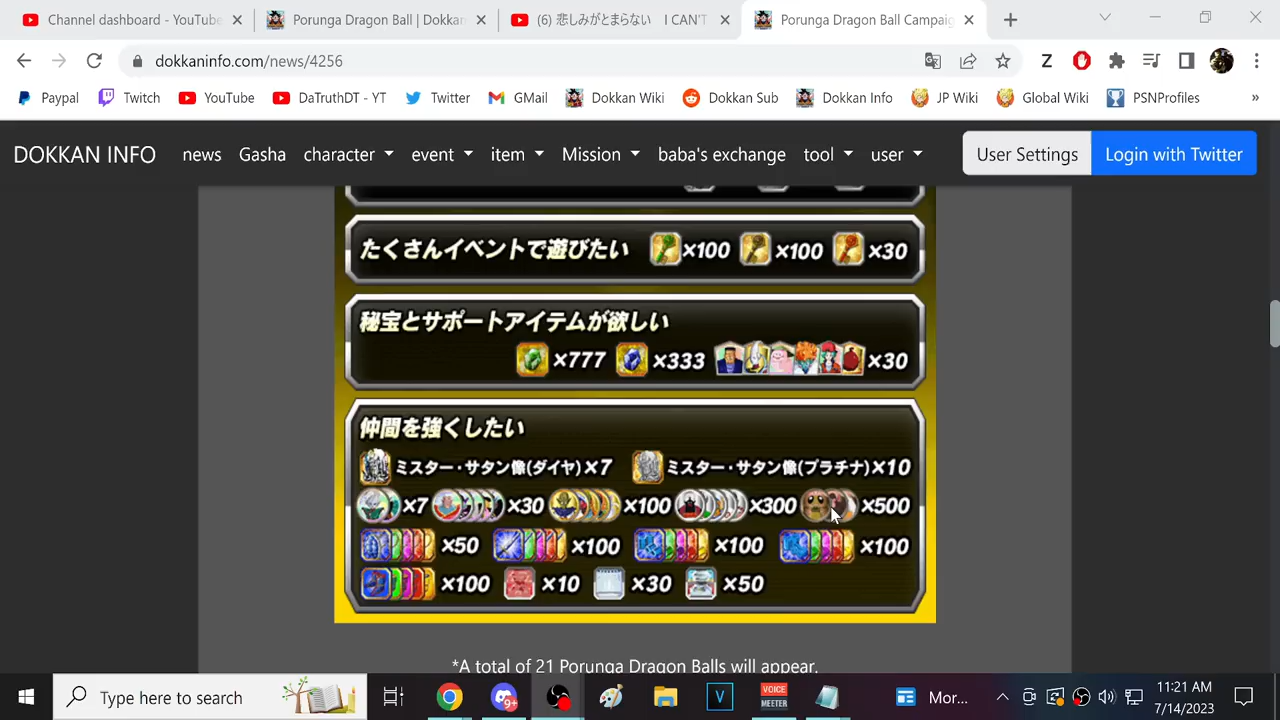 Channel dashboard - YouTube
Porunga Dragon Ball | Dokkan
(6) 悲しみがとまらない I CAN'T
Porunga Dragon Ball Campaig
dokkaninfo.com/news/4256
Paypal
Twitch
YouTube
DaTruthDT - YT
Twitter
GMail
Dokkan Wiki
Dokkan Sub
Dokkan Info
JP Wiki
Global Wiki
PSNProfiles
»
DOKKAN INFO
news
Gasha
character
event
item
Mission
baba's exchange
tool
user
User Settings
Login with Twitter
たくさんイベントで遊びたい ×100 ×100 ×30
秘宝とサポートアイテムが欲しい
×777 ×333 ×30
仲間を強くしたい
ミスター・サタン像(ダイヤ)×7 ミスター・サタン像(プラチナ)×10
×7 ×30 ×100 ×300 ×500
×50 ×100 ×100 ×100
×100 ×10 ×30 ×50
*A total of 21 Porunga Dragon Balls will appear.
Type here to search
9+
V
VOICE
MEETER
Mor...
11:21 AM
7/14/2023